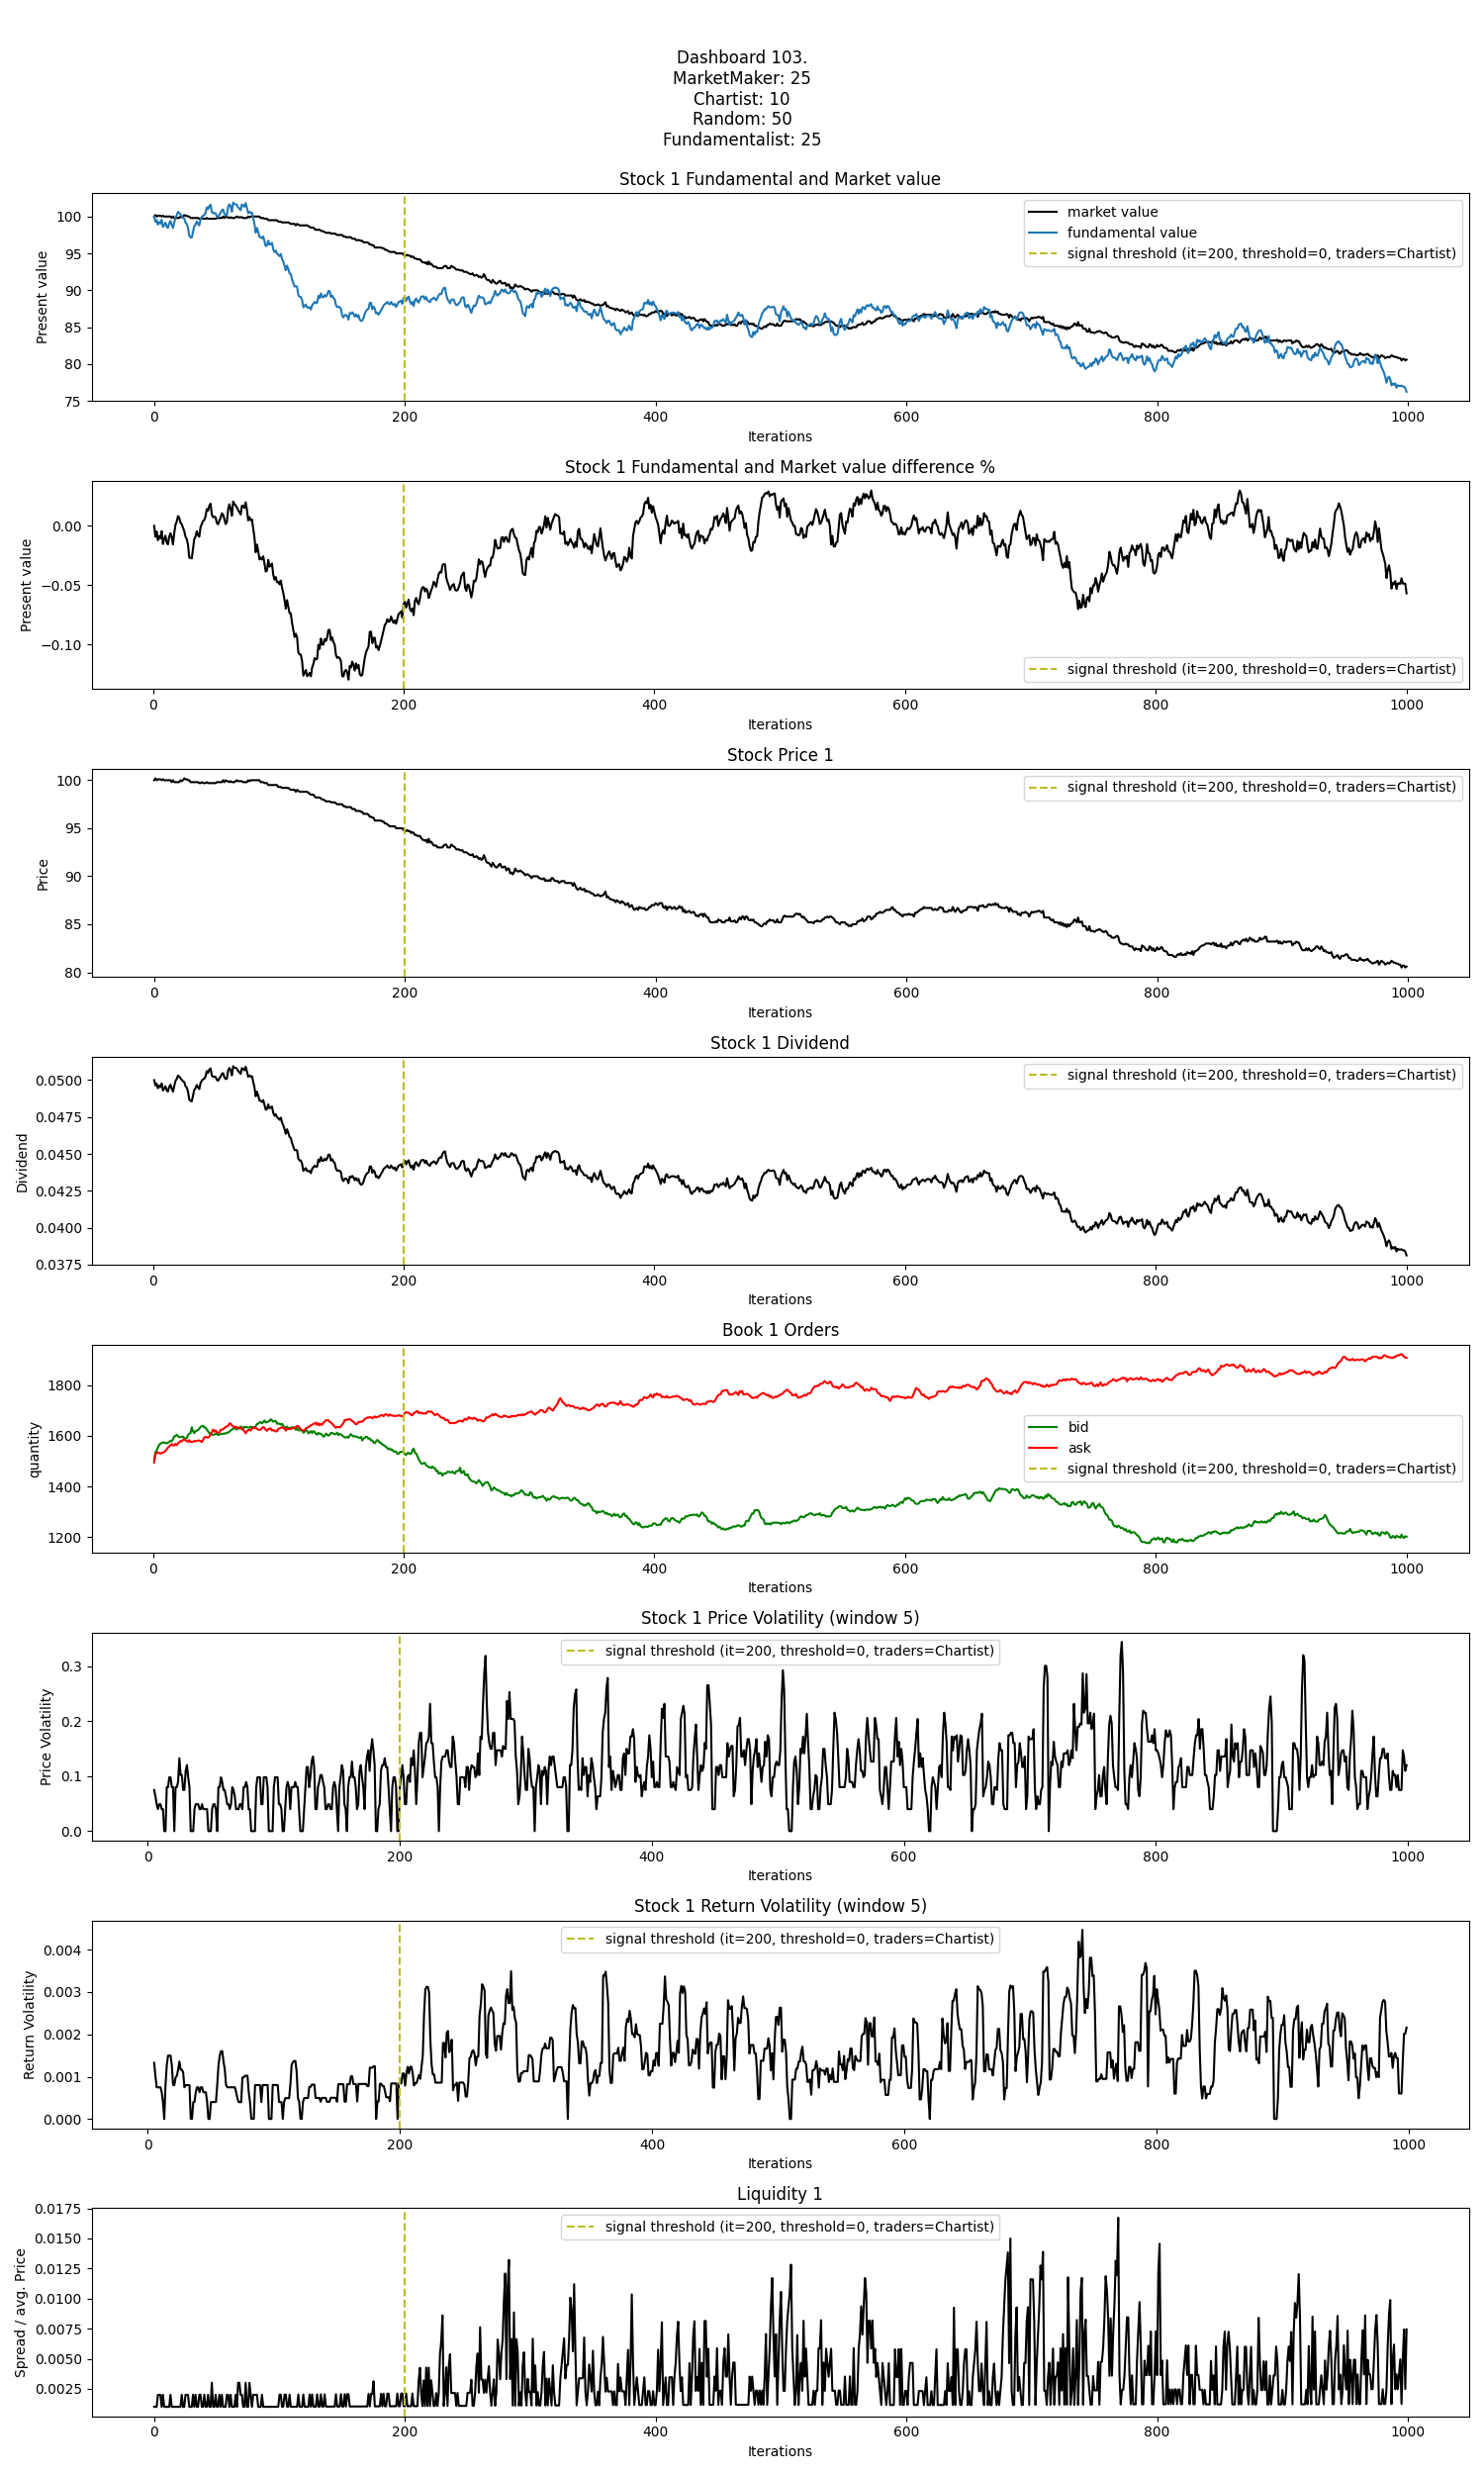 Dashboard 103.
MarketMaker: 25
Chartist: 10
Random: 50
Fundamentalist: 25
Stock 1 Fundamental and Market value
Present value
100
95
90
85
80
75
market value
fundamental value
signal threshold (it=200, threshold=0, traders=Chartist)
0 200 400 600 800 1000
Iterations
Stock 1 Fundamental and Market value difference %
Present value
0.00
−0.05
−0.10
signal threshold (it=200, threshold=0, traders=Chartist)
0 200 400 600 800 1000
Iterations
Stock Price 1
Price
100
95
90
85
80
signal threshold (it=200, threshold=0, traders=Chartist)
0 200 400 600 800 1000
Iterations
Stock 1 Dividend
Dividend
0.0500
0.0475
0.0450
0.0425
0.0400
0.0375
signal threshold (it=200, threshold=0, traders=Chartist)
0 200 400 600 800 1000
Iterations
Book 1 Orders
quantity
1800
1600
1400
1200
bid
ask
signal threshold (it=200, threshold=0, traders=Chartist)
0 200 400 600 800 1000
Iterations
Stock 1 Price Volatility (window 5)
Price Volatility
0.3
0.2
0.1
0.0
signal threshold (it=200, threshold=0, traders=Chartist)
0 200 400 600 800 1000
Iterations
Stock 1 Return Volatility (window 5)
Return Volatility
0.004
0.003
0.002
0.001
0.000
signal threshold (it=200, threshold=0, traders=Chartist)
0 200 400 600 800 1000
Iterations
Liquidity 1
Spread / avg. Price
0.0175
0.0150
0.0125
0.0100
0.0075
0.0050
0.0025
signal threshold (it=200, threshold=0, traders=Chartist)
0 200 400 600 800 1000
Iterations